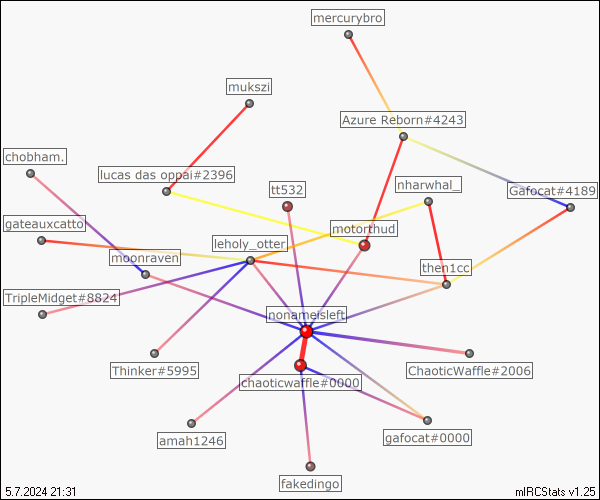 mercurybro
mukszi
Azure Reborn#4243
chobham.
lucas das oppai#2396
tt532
nharwhal_
Gafocat#4189
gateauxcatto
motorthud
leholy_otter
moonraven
then1cc
TripleMidget#8824
nonameisleft
Thinker#5995
ChaoticWaffle#2006
chaoticwaffle#0000
amah1246
gafocat#0000
fakedingo
5.7.2024 21:31
mIRCStats v1.25